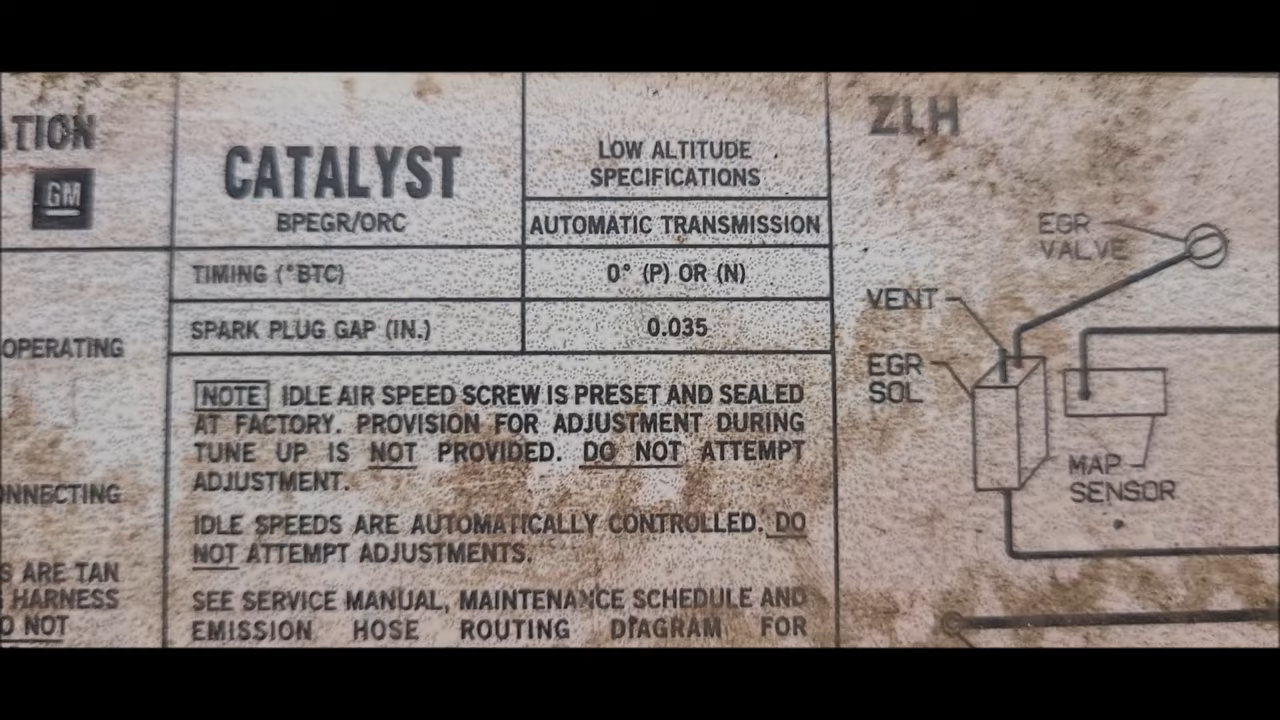 ATION
GM
CATALYST
BPEGR/ORC
LOW ALTITUDE
SPECIFICATIONS
AUTOMATIC TRANSMISSION
TIMING (°BTC)
0° (P) OR (N)
SPARK PLUG GAP (IN.)
0.035
OPERATING
ONNECTING
S ARE TAN
HARNESS
O NOT
NOTE IDLE AIR SPEED SCREW IS PRESET AND SEALED
AT FACTORY. PROVISION FOR ADJUSTMENT DURING
TUNE UP IS NOT PROVIDED. DO NOT ATTEMPT
ADJUSTMENT.
IDLE SPEEDS ARE AUTOMATICALLY CONTROLLED. DO
NOT ATTEMPT ADJUSTMENTS.
SEE SERVICE MANUAL, MAINTENANCE SCHEDULE AND
EMISSION HOSE ROUTING DIAGRAM FOR
ZLH
EGR
VALVE
VENT
EGR
SOL
MAP
SENSOR